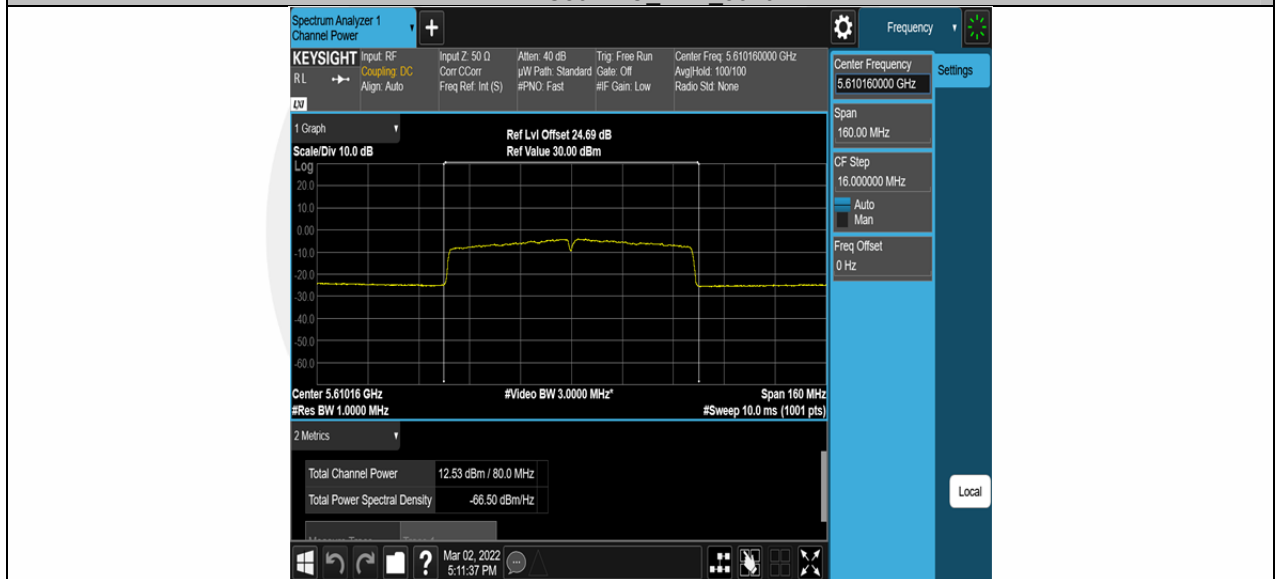 Spectrum Analyzer 1
Channel Power
Frequency
KEYSIGHT
RL
LXI
Input: RF
Coupling: DC
Align: Auto
Input Z: 50 Ω
Corr CCorr
Freq Ref: Int (S)
Atten: 40 dB
µW Path: Standard
#PNO: Fast
Trig: Free Run
Gate: Off
#IF Gain: Low
Center Freq: 5.610160000 GHz
Avg|Hold: 100/100
Radio Std: None
Center Frequency
5.610160000 GHz
Settings
Span
160.00 MHz
CF Step
16.000000 MHz
Auto
Man
Freq Offset
0 Hz
1 Graph
Scale/Div 10.0 dB
Ref Lvl Offset 24.69 dB
Ref Value 30.00 dBm
Log
20.0
10.0
0.00
-10.0
-20.0
-30.0
-40.0
-50.0
-60.0
Center 5.61016 GHz
#Video BW 3.0000 MHz*
Span 160 MHz
#Res BW 1.0000 MHz
#Sweep 10.0 ms (1001 pts)
2 Metrics
Total Channel Power 12.53 dBm / 80.0 MHz
Total Power Spectral Density -66.50 dBm/Hz
Local
?
Mar 02, 2022
5:11:37 PM